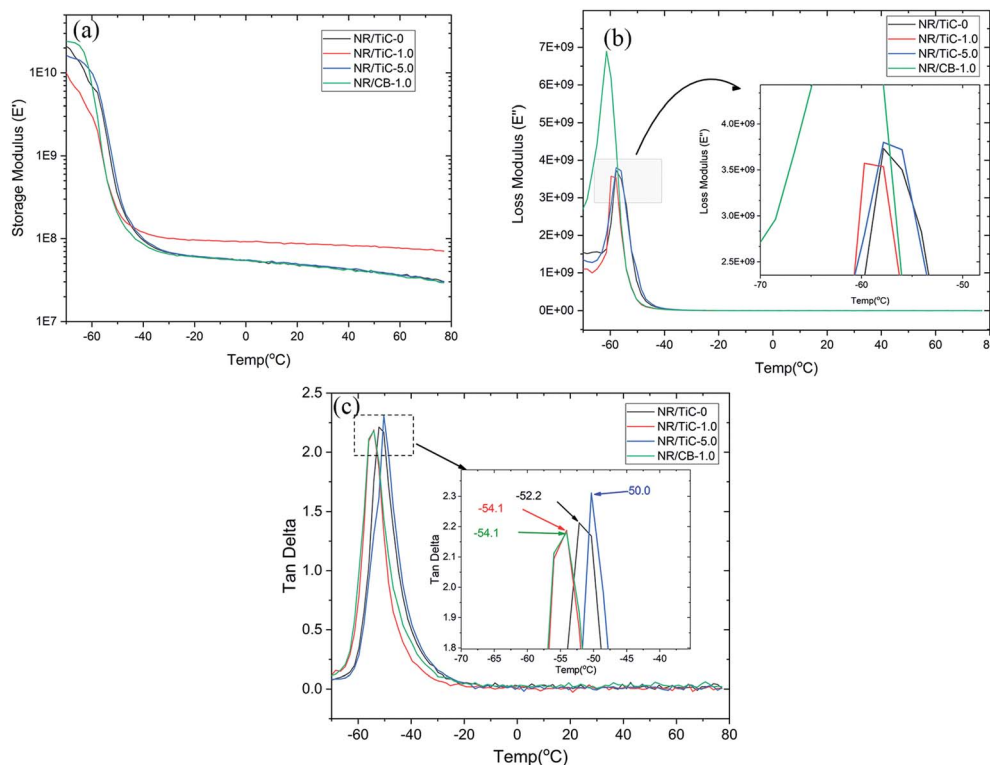 (a)
NR/TiC-0
NR/TiC-1.0
NR/TiC-5.0
NR/CB-1.0
Storage Modulus (E')
1E10
1E9
1E8
1E7
-60 -40 -20 0 20 40 60 80
Temp(ºC)
(b)
NR/TiC-0
NR/TiC-1.0
NR/TiC-5.0
NR/CB-1.0
Loss Modulus (E")
7E+09
6E+09
5E+09
4E+09
3E+09
2E+09
1E+09
0E+00
-60 -40 -20 0 20 40 60 80
Temp(ºC)
Loss Modulus (E")
4.0E+09
3.5E+09
3.0E+09
2.5E+09
-70 -60 -50
Temp(ºC)
(c)
NR/TiC-0
NR/TiC-1.0
NR/TiC-5.0
NR/CB-1.0
Tan Delta
2.5
2.0
1.5
1.0
0.5
0.0
-60 -40 -20 0 20 40 60 80
Temp(ºC)
-52.2
-50.0
-54.1
-54.1
Tan Delta
2.3
2.2
2.1
2.0
1.9
1.8
-70 -65 -60 -55 -50 -45 -40
Temp(ºC)